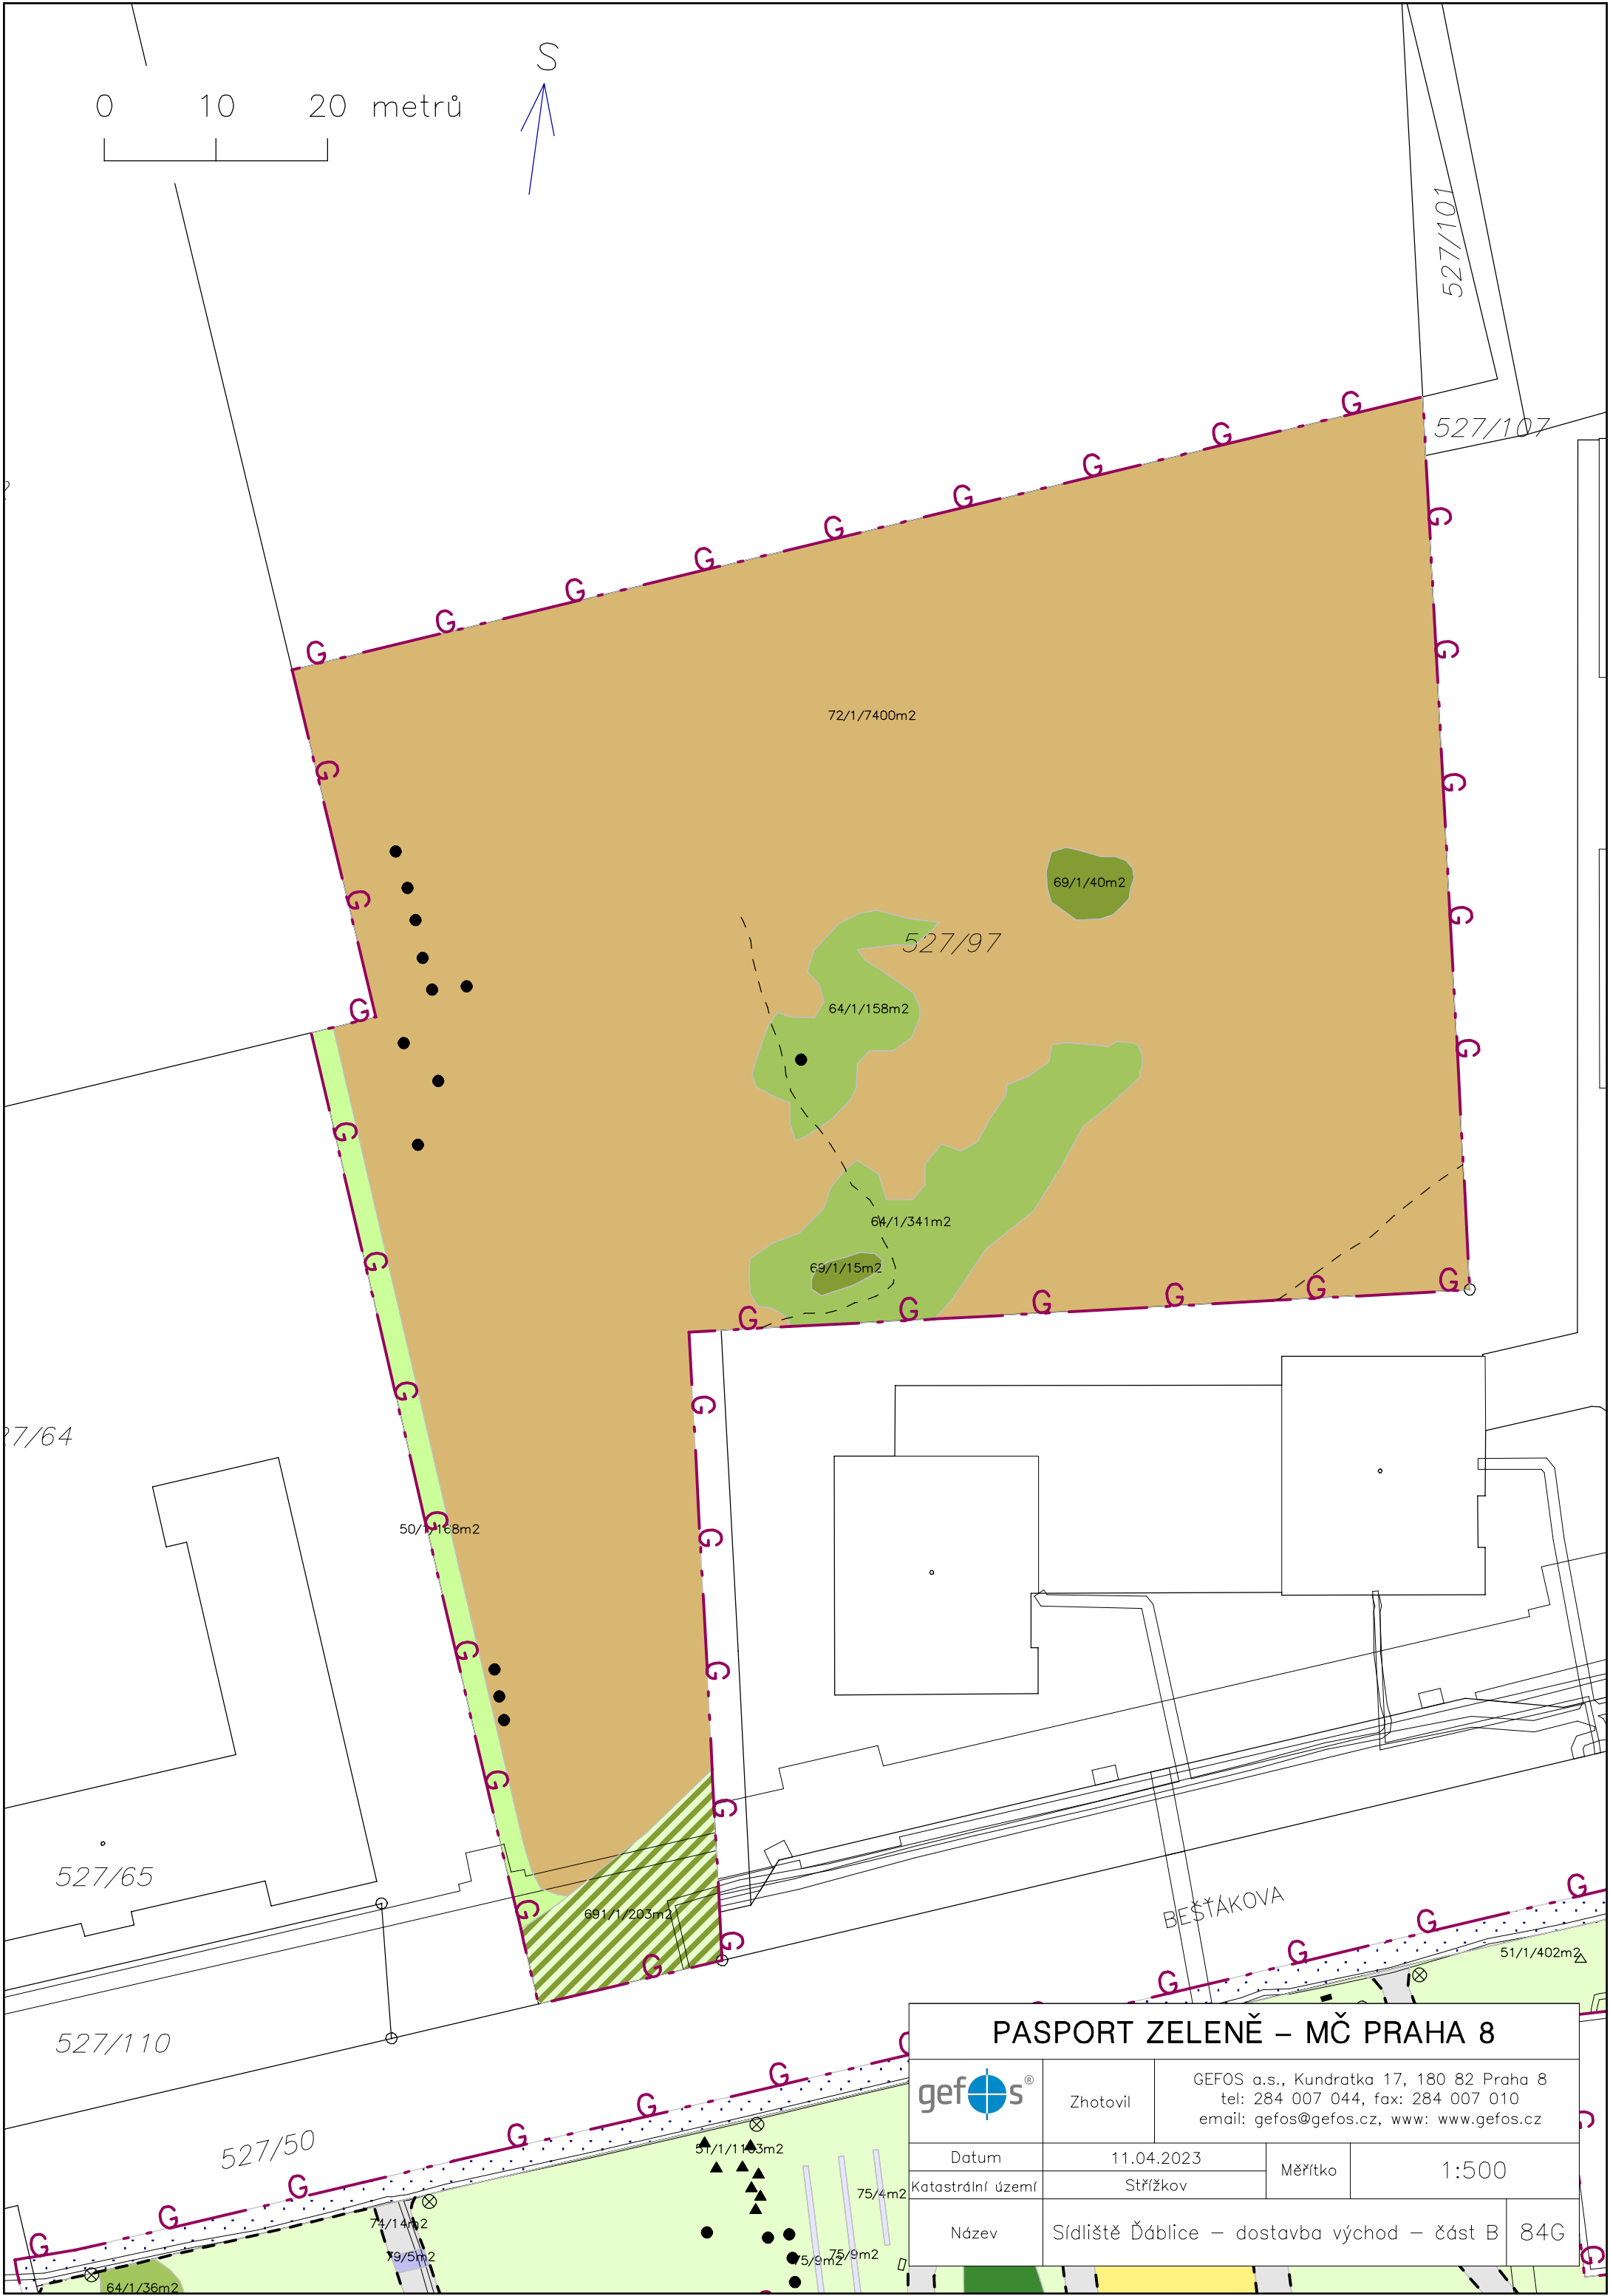 S
0 10 20 metrů
527/101
527/107
G G G G G G G G G
72/1/7400m2
69/1/40m2
527/97
64/1/158m2
64/1/341m2
69/1/15m2
27/64
50/1/168m2
527/65
691/1/203m2
BEŠŤÁKOVA
51/1/402m2
527/110
527/50
51/1/1163m2
75/4m2
75/9m2
75/9m2
74/14m2
79/5m2
64/1/36m2
PASPORT ZELENĚ – MČ PRAHA 8
gefos®
Zhotovil
GEFOS a.s., Kundratka 17, 180 82 Praha 8
tel: 284 007 044, fax: 284 007 010
email: gefos@gefos.cz, www: www.gefos.cz
Datum 11.04.2023
Měřítko 1:500
Katastrální území Střížkov
Název Sídliště Ďáblice – dostavba východ – část B 84G